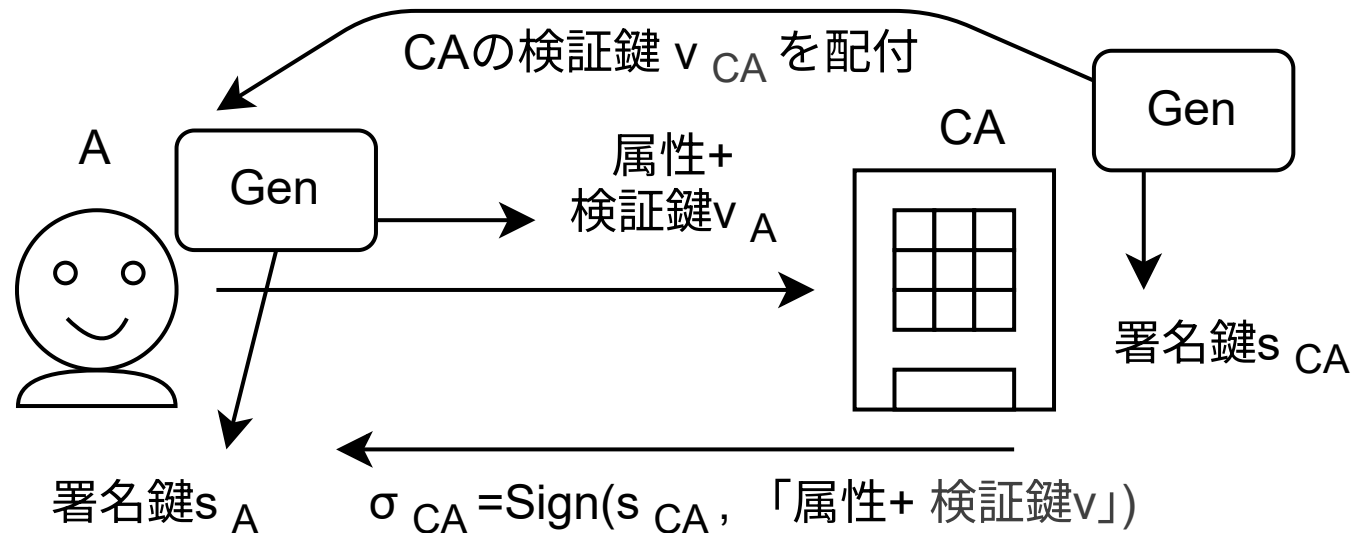 CAの検証鍵 v CA を配付
Gen
A
CA
Gen
属性+
検証鍵v A
署名鍵s CA
署名鍵s A
σ CA =Sign(s CA , 「属性+ 検証鍵v」)